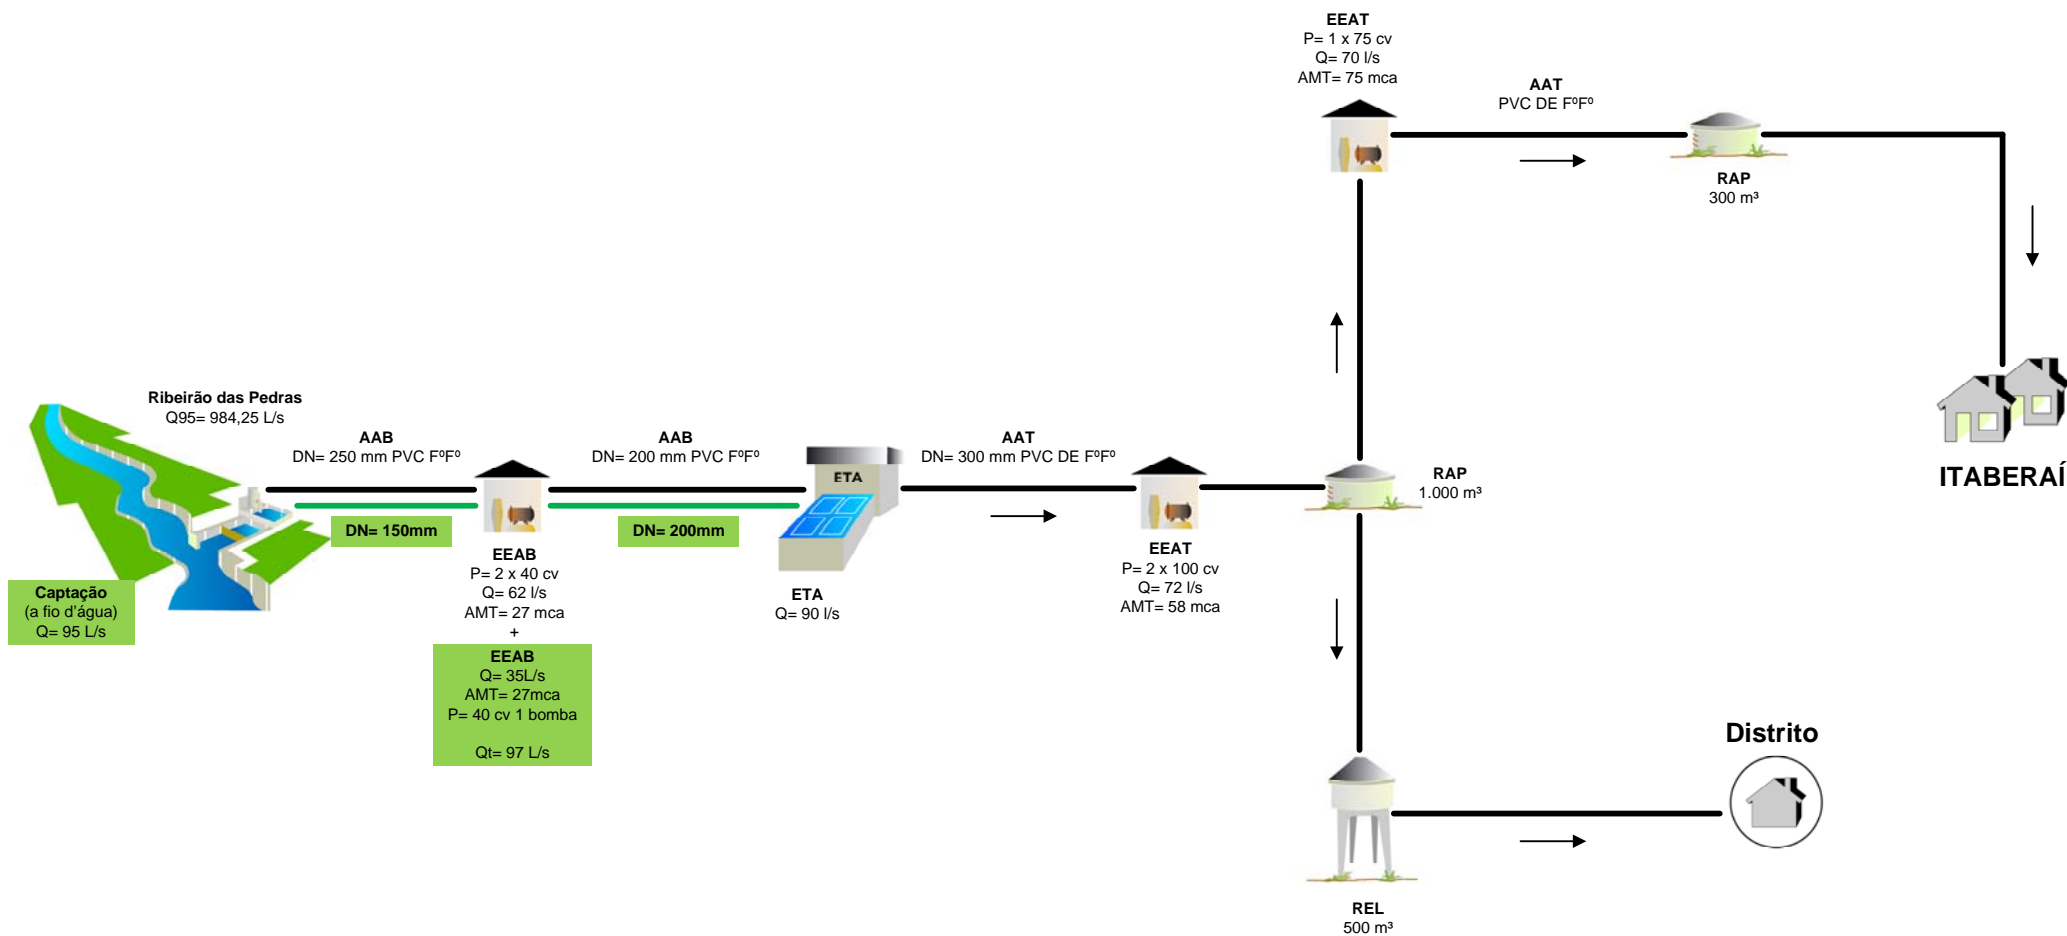 EEAT
P= 1 x 75 cv
Q= 70 l/s
AMT= 75 mca
AAT
PVC DE FºFº
RAP
300 m³
Ribeirão das Pedras
Q95= 984,25 L/s
AAB
DN= 250 mm PVC FºFº
AAB
DN= 200 mm PVC FºFº
ETA
AAT
DN= 300 mm PVC DE FºFº
RAP
1.000 m³
ITABERAÍ
DN= 150mm
DN= 200mm
EEAB
P= 2 x 40 cv
Q= 62 l/s
AMT= 27 mca
+
EEAB
Q= 35L/s
AMT= 27mca
P= 40 cv 1 bomba
Qt= 97 L/s
EEAT
P= 2 x 100 cv
Q= 72 l/s
AMT= 58 mca
Captação
(a fio d’água)
Q= 95 L/s
ETA
Q= 90 l/s
Distrito
REL
500 m³